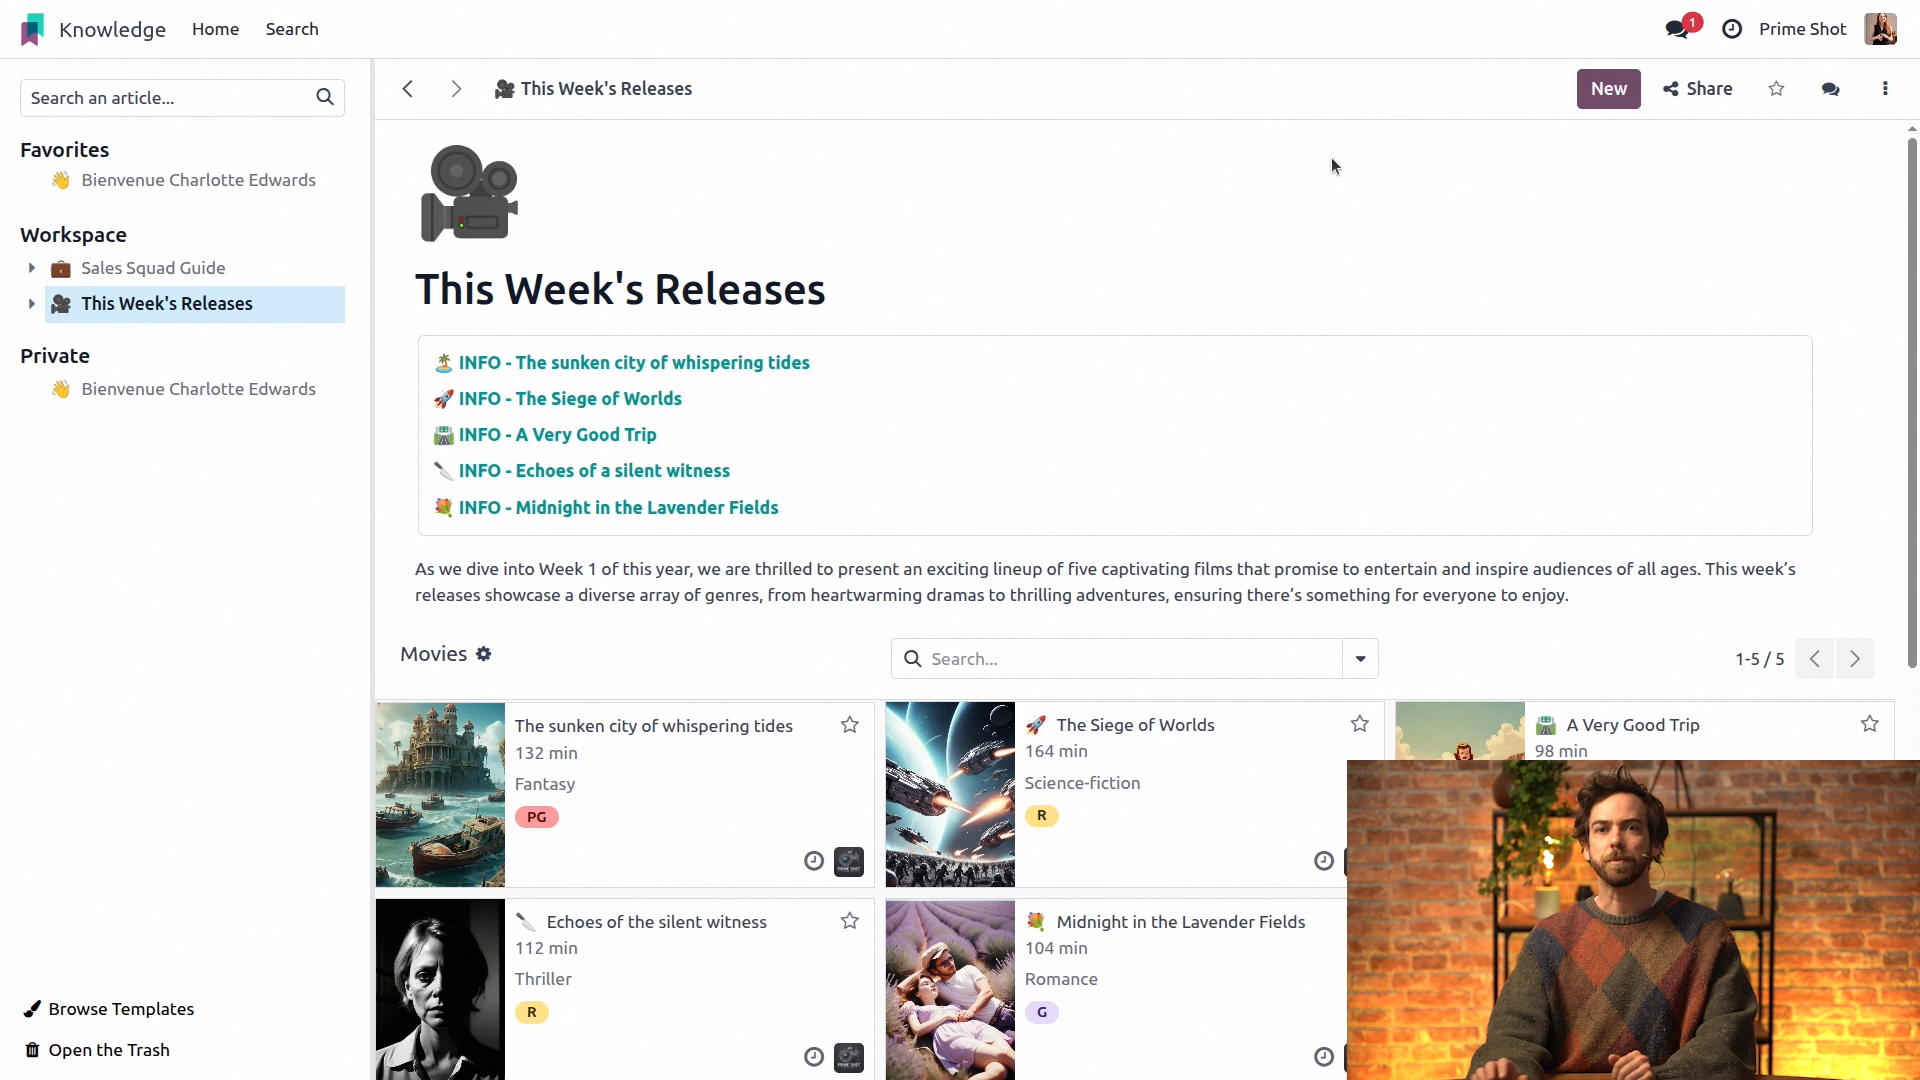 Knowledge
Home
Search
1
Prime Shot
Search an article...
Favorites
Bienvenue Charlotte Edwards
Workspace
Sales Squad Guide
This Week's Releases
Private
Bienvenue Charlotte Edwards
Browse Templates
Open the Trash
This Week's Releases
New
Share
This Week's Releases
INFO - The sunken city of whispering tides
INFO - The Siege of Worlds
INFO - A Very Good Trip
INFO - Echoes of a silent witness
INFO - Midnight in the Lavender Fields
As we dive into Week 1 of this year, we are thrilled to present an exciting lineup of five captivating films that promise to entertain and inspire audiences of all ages. This week's
releases showcase a diverse array of genres, from heartwarming dramas to thrilling adventures, ensuring there's something for everyone to enjoy.
Movies
Search...
1-5 / 5
The sunken city of whispering tides
132 min
Fantasy
PG
The Siege of Worlds
164 min
Science-fiction
R
A Very Good Trip
98 min
Echoes of the silent witness
112 min
Thriller
R
Midnight in the Lavender Fields
104 min
Romance
G